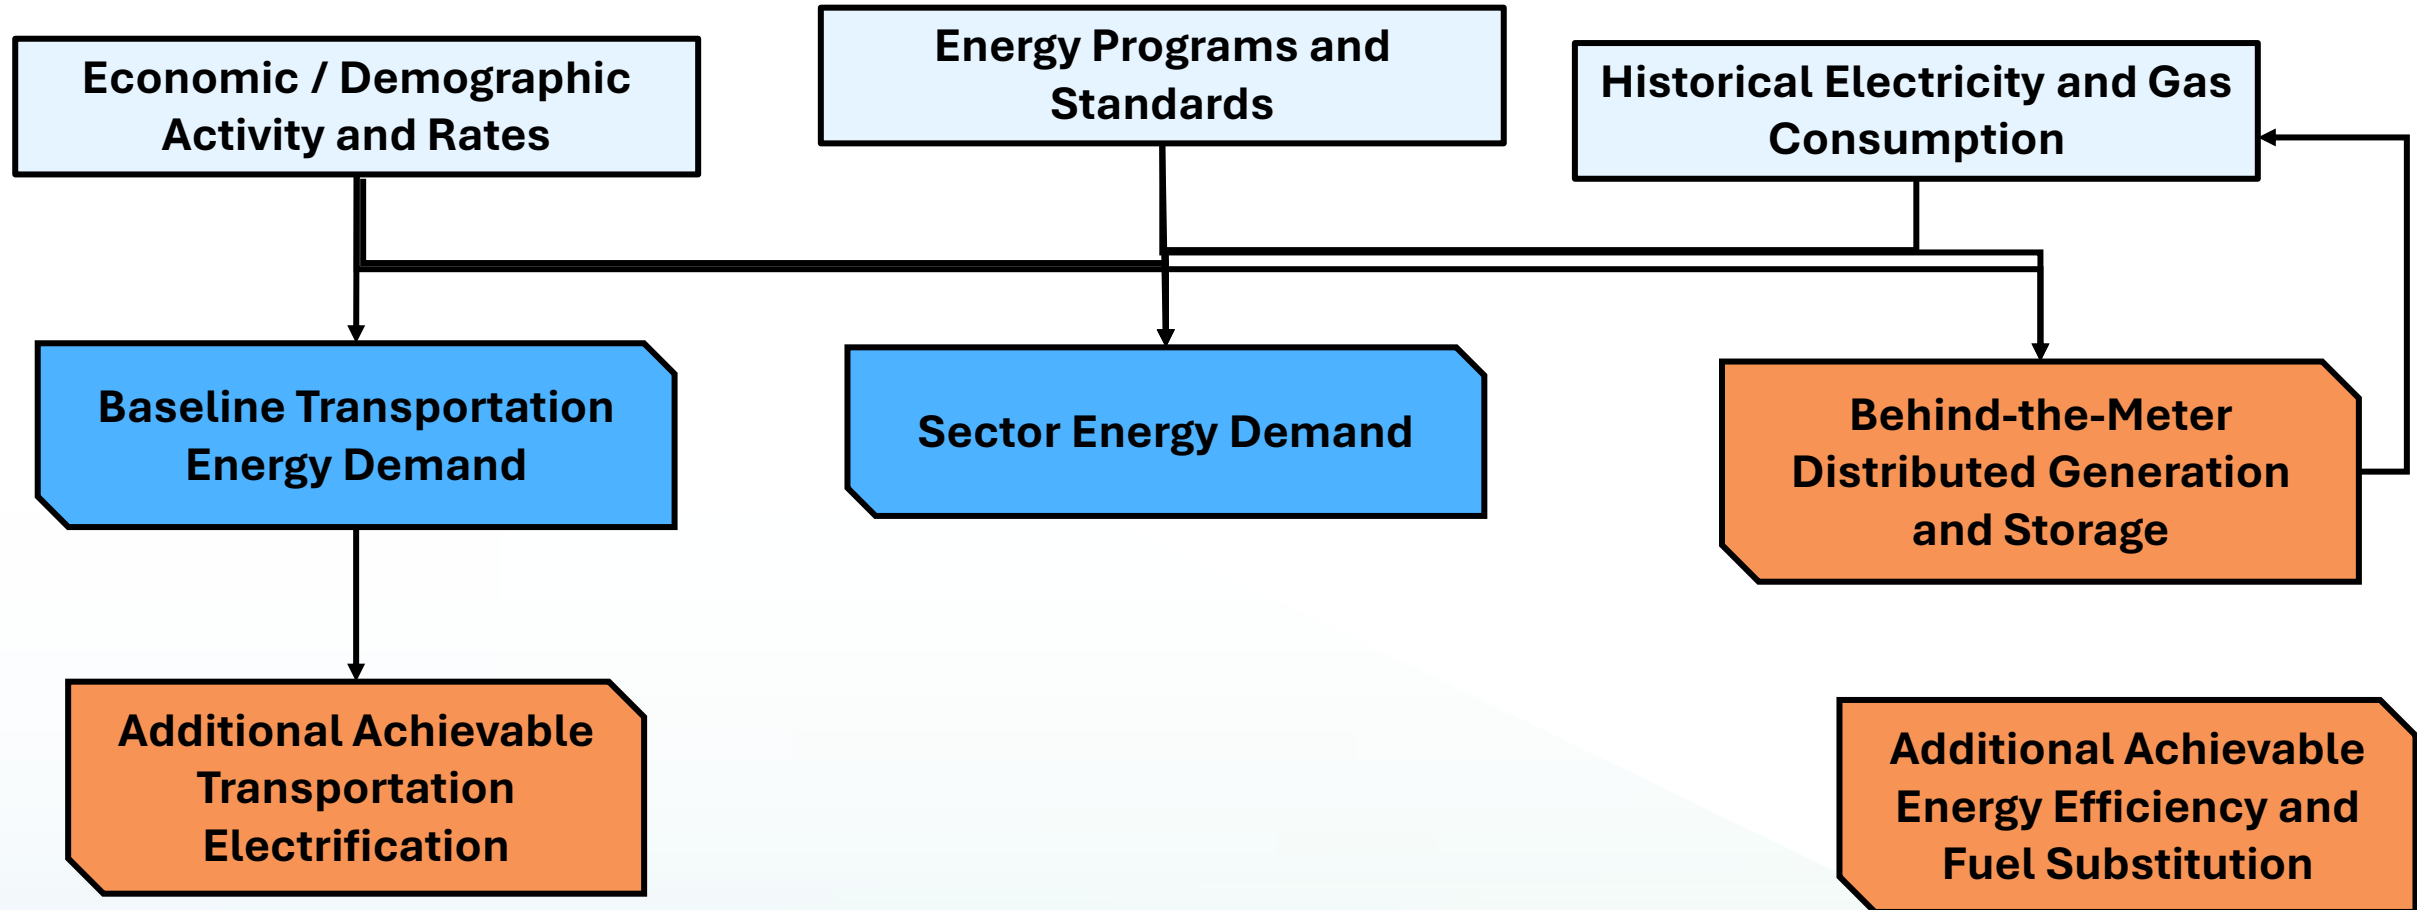 Economic / Demographic
Activity and Rates
Energy Programs and
Standards
Historical Electricity and Gas
Consumption
Baseline Transportation
Energy Demand
Sector Energy Demand
Behind-the-Meter
Distributed Generation
and Storage
Additional Achievable
Transportation
Electrification
Additional Achievable
Energy Efficiency and
Fuel Substitution